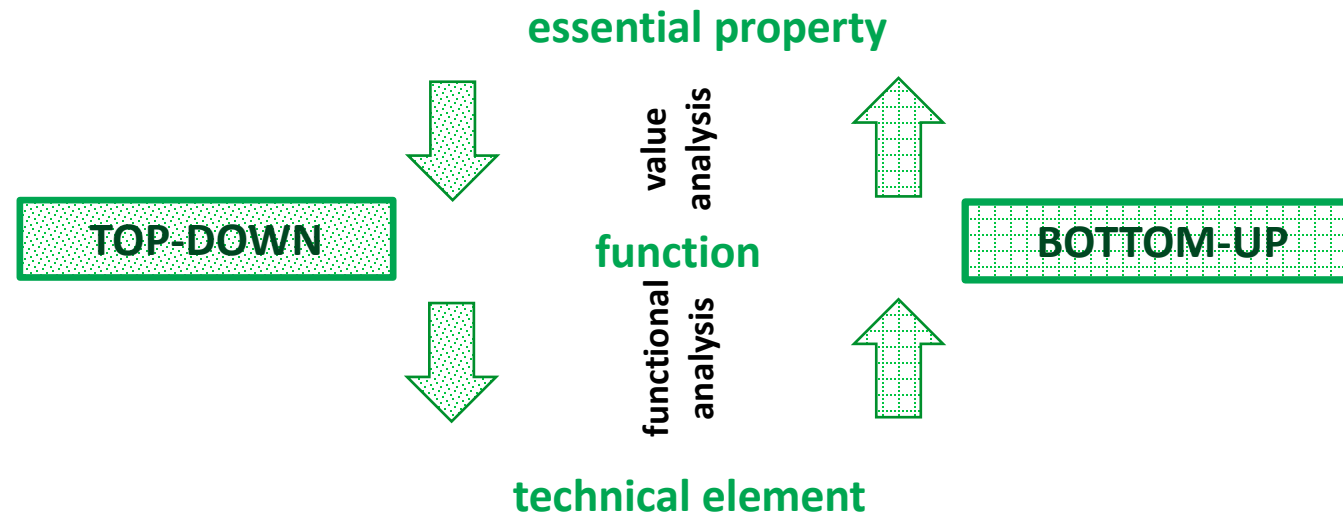 essential property
value
analysis
TOP-DOWN
function
BOTTOM-UP
functional
analysis
technical element